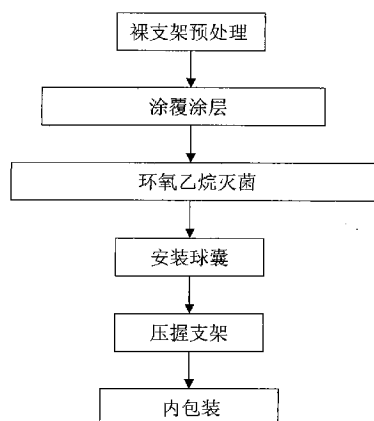 裸支架预处理
涂覆涂层
环氧乙烷灭菌
安装球囊
压握支架
内包装